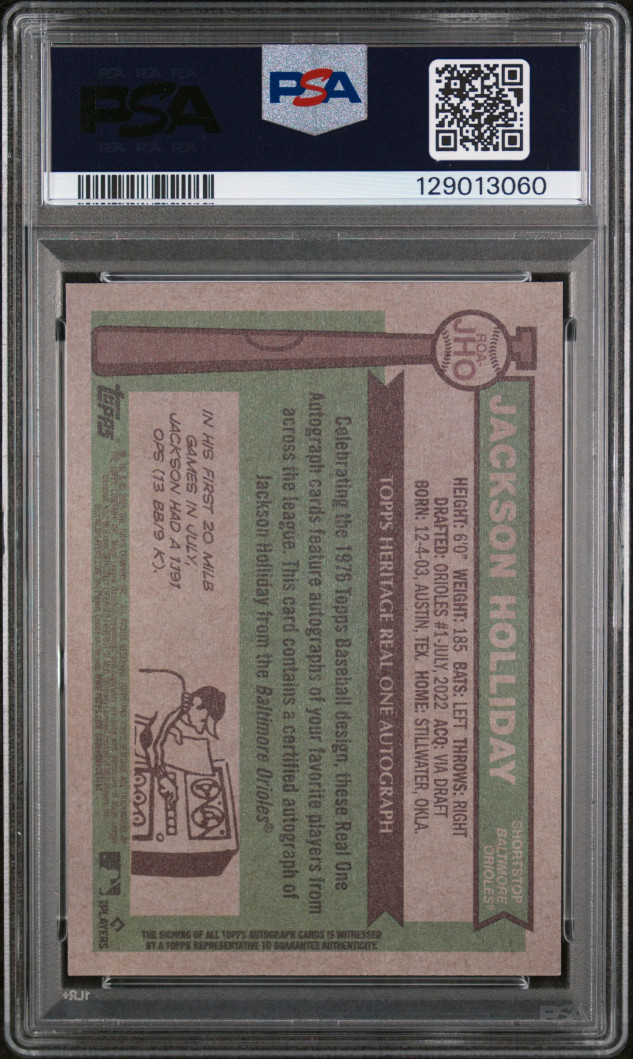 PSA
PSA
129013060
ROA-
JHO
JACKSON HOLLIDAY
SHORTSTOP
BALTIMORE
ORIOLES
HEIGHT: 6'0" WEIGHT: 185 BATS: LEFT THROWS: RIGHT
DRAFTED: ORIOLES #1-JULY, 2022 ACQ: VIA DRAFT
BORN: 12-4-03, AUSTIN, TEX. HOME: STILLWATER, OKLA.
TOPPS HERITAGE REAL ONE AUTOGRAPH
Celebrating the 1976 Topps Baseball design, these Real One
Autograph cards feature autographs of your favorite players from
across the league. This card contains a certified autograph of
Jackson Holliday from the Baltimore Orioles®
IN HIS FIRST 20 MILB
GAMES IN JULY,
JACKSON HAD A 1.191
OPS (13 BB/9 K).
topps
PLAYERS
THE SIGNING OF ALL TOPPS AUTOGRAPH CARDS IS WITNESSED
BY A TOPPS REPRESENTATIVE TO GUARANTEE AUTHENTICITY.
PSA